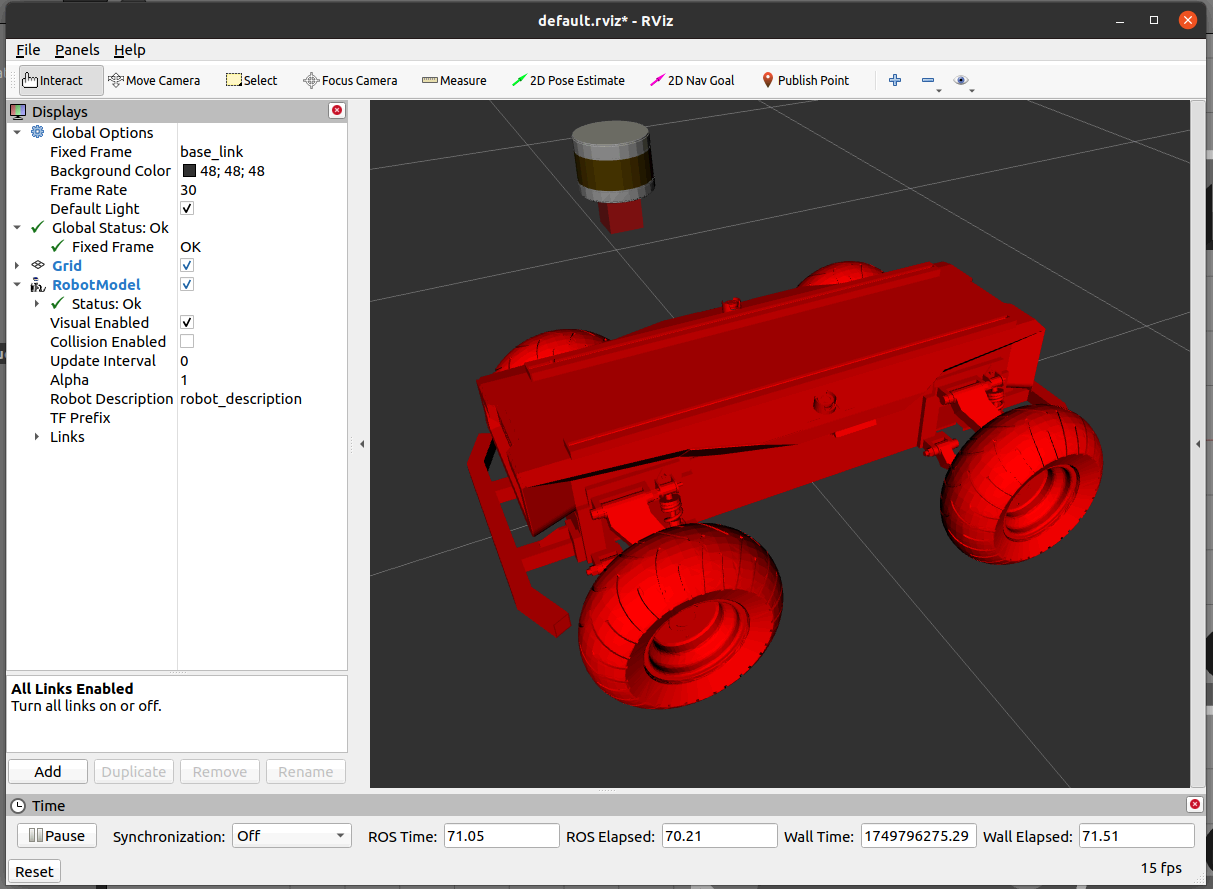 default.rviz* - RViz
File Panels Help
Interact Move Camera Select Focus Camera Measure 2D Pose Estimate 2D Nav Goal Publish Point
Displays
Global Options
Fixed Frame base_link
Background Color 48; 48; 48
Frame Rate 30
Default Light
Global Status: Ok
Fixed Frame OK
Grid
RobotModel
Status: Ok
Visual Enabled
Collision Enabled
Update Interval 0
Alpha 1
Robot Description robot_description
TF Prefix
Links
All Links Enabled
Turn all links on or off.
Add Duplicate Remove Rename
Time
Pause Synchronization: Off ROS Time: 71.05 ROS Elapsed: 70.21 Wall Time: 1749796275.29 Wall Elapsed: 71.51
Reset 15 fps